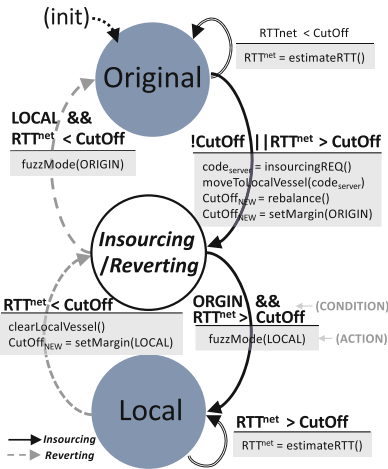 (init)
RTTnet < CutOff
RTTnet = estimateRTT()
Original
LOCAL &&
RTTnet < CutOff
fuzzMode(ORIGIN)
!CutOff ||RTTnet > CutOff
codeserver = insourcingREQ()
moveToLocalVessel(codeserver)
CutOffNEW = rebalance()
CutOffNEW = setMargin(ORIGIN)
Insourcing
/Reverting
RTTnet < CutOff
clearLocalVessel()
CutOffNEW = setMargin(LOCAL)
ORGIN &&
RTTnet > CutOff
(CONDITION)
fuzzMode(LOCAL)
(ACTION)
Local
RTTnet > CutOff
RTTnet = estimateRTT()
Insourcing
Reverting